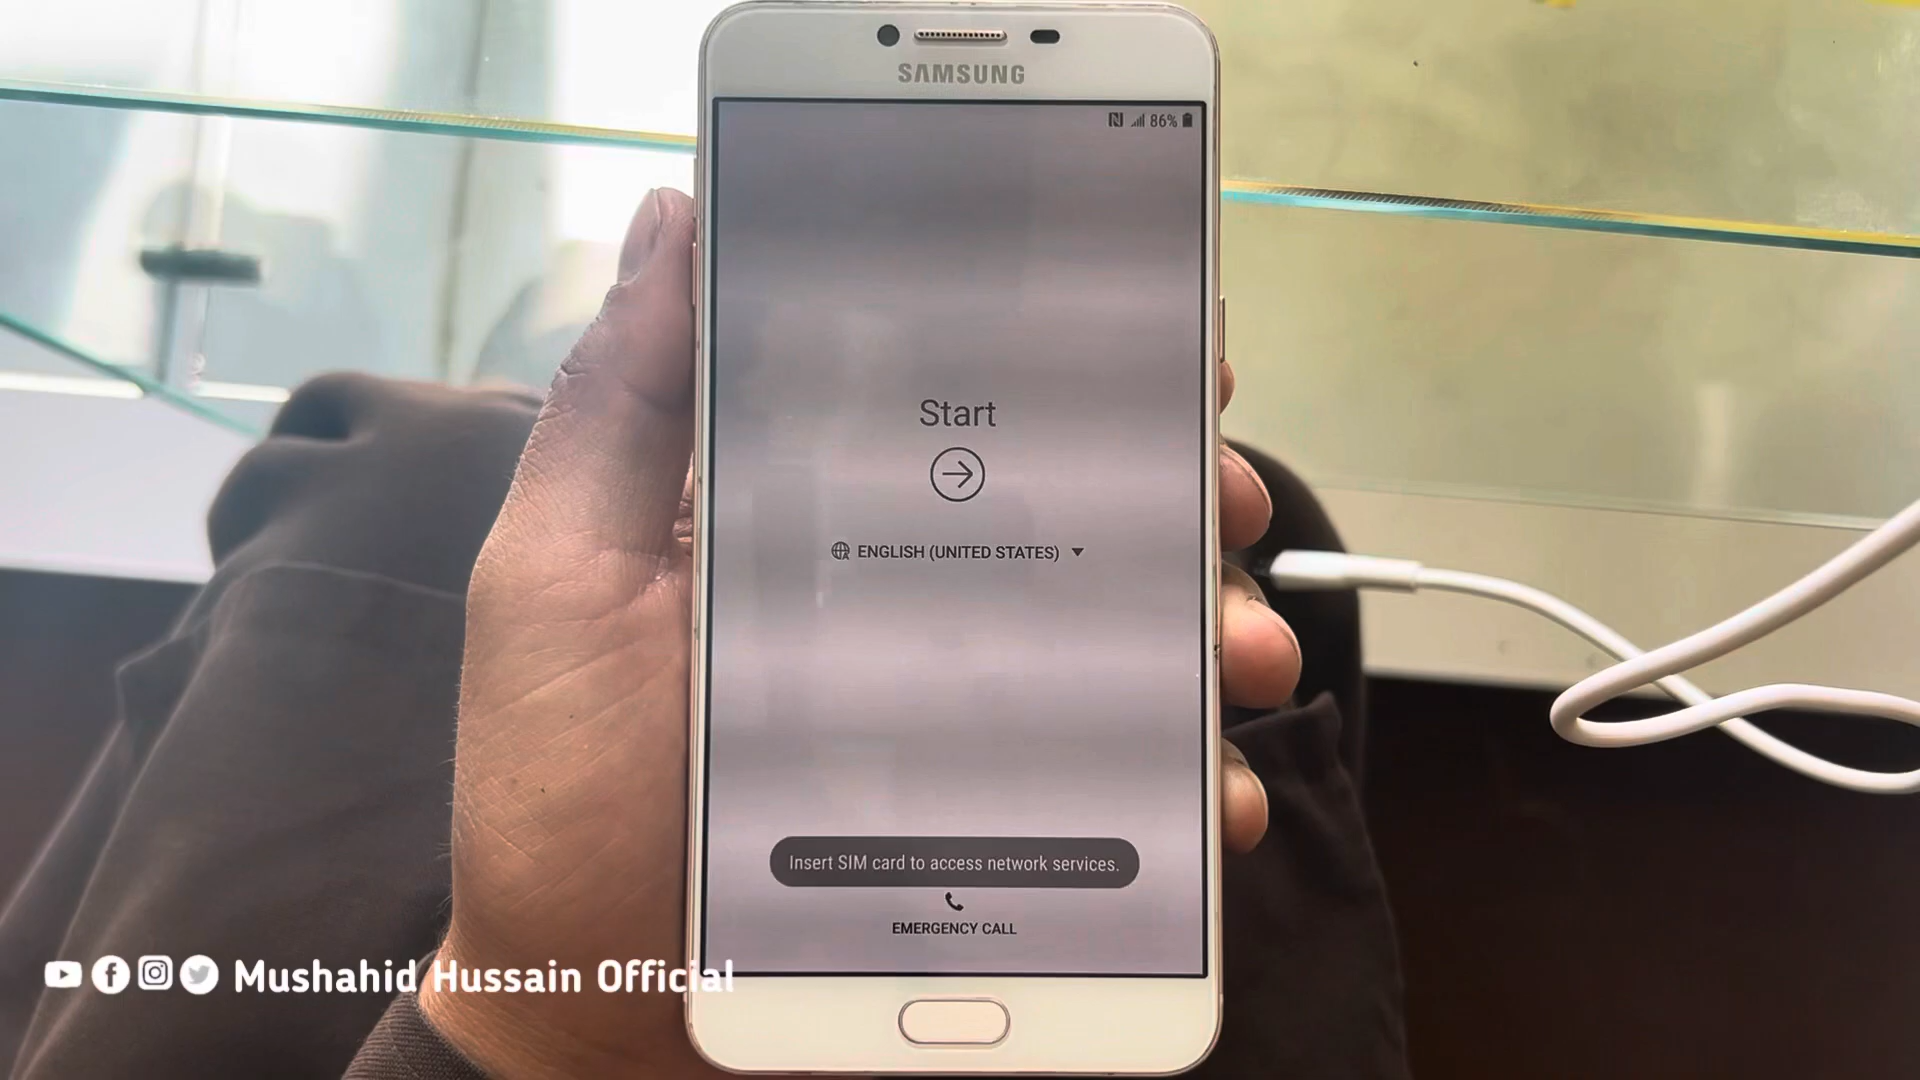 SAMSUNG
86%
Start
ENGLISH (UNITED STATES)
Insert SIM card to access network services.
EMERGENCY CALL
Mushahid Hussain Official